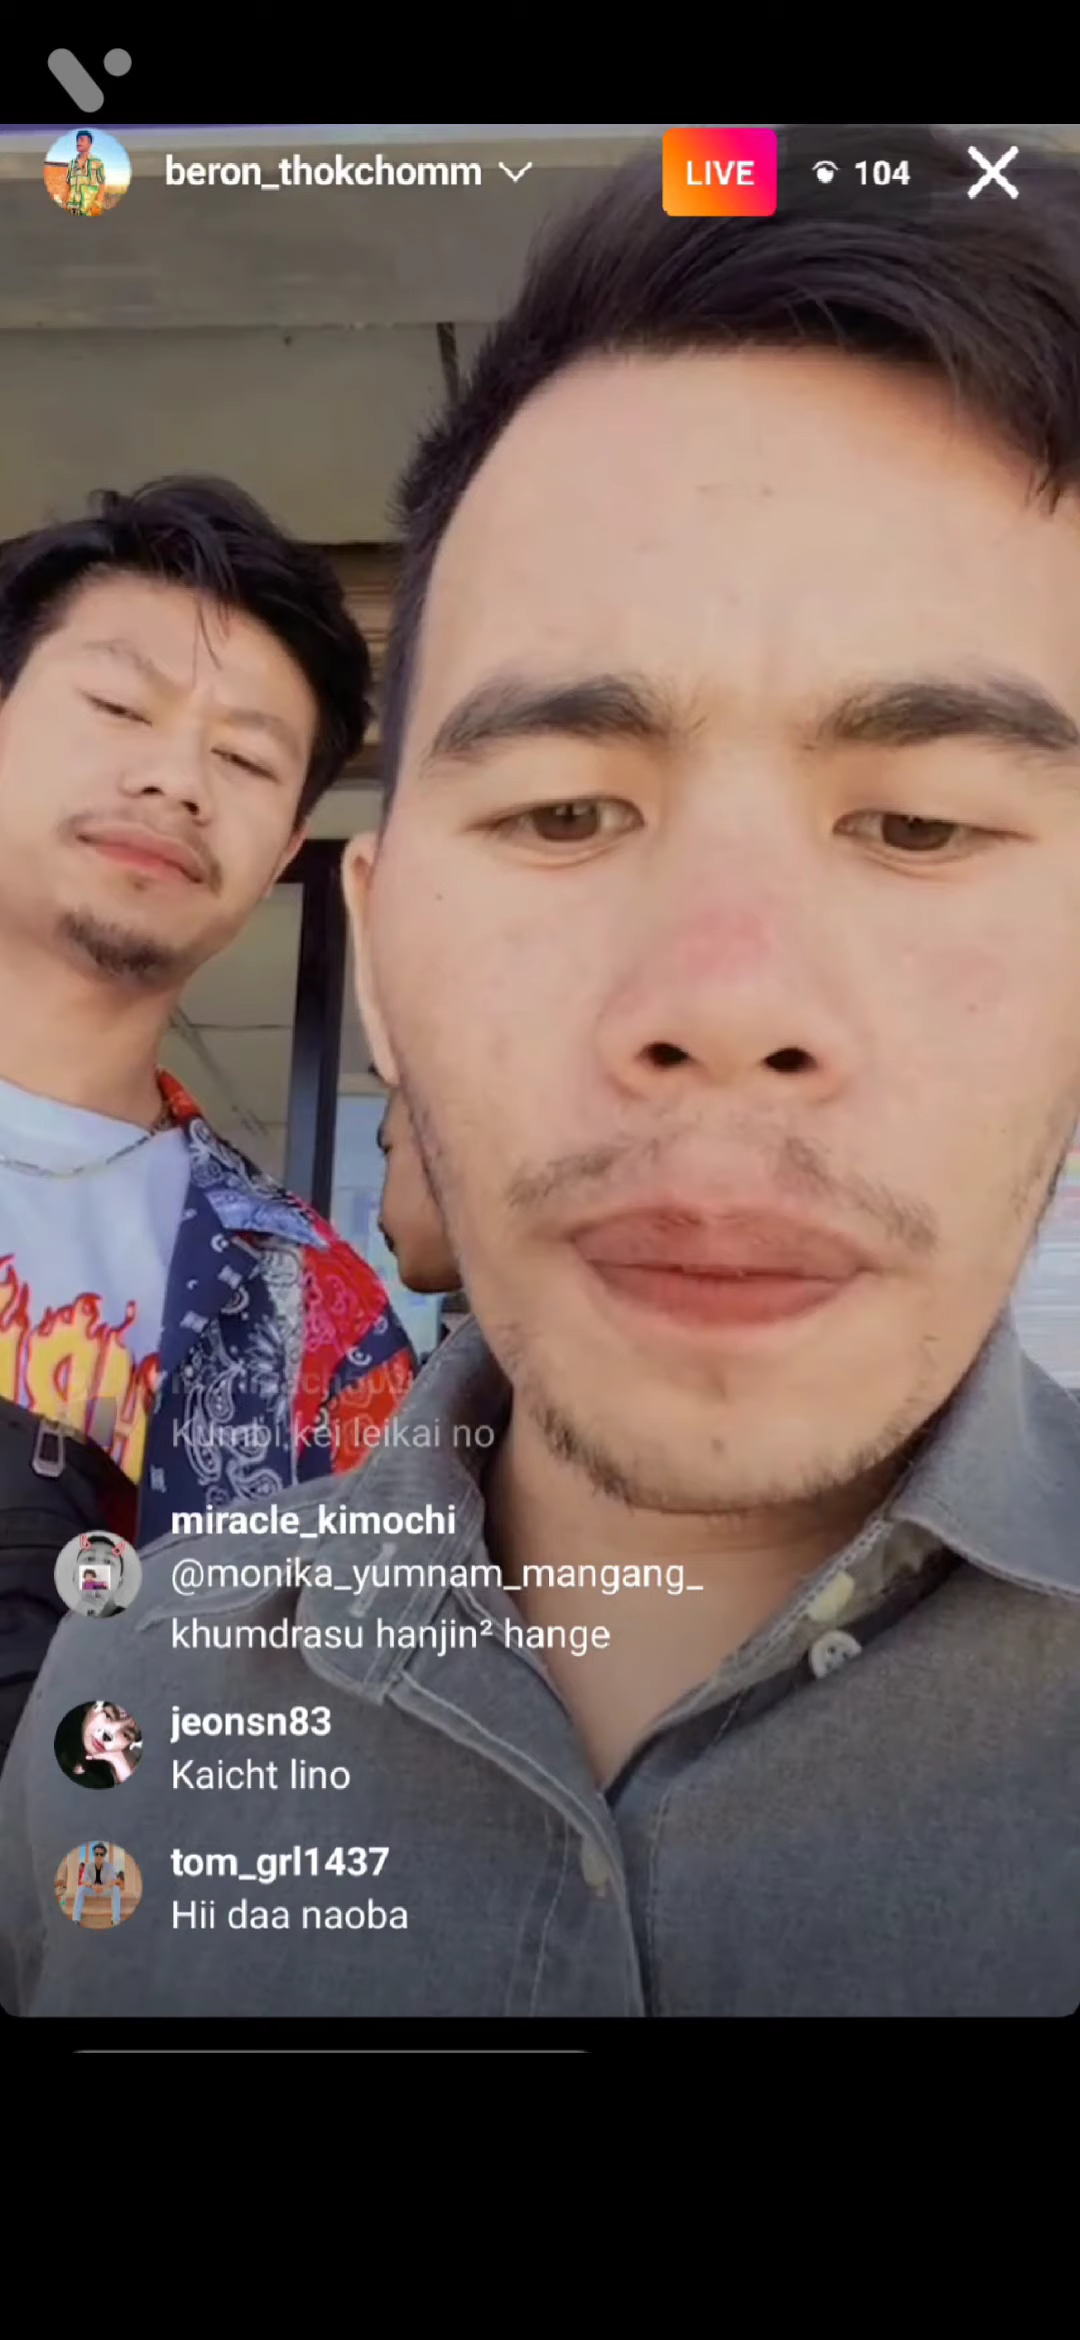 beron_thokchomm
LIVE
104
Kumbi kei leikai no
miracle_kimochi
@monika_yumnam_mangang_
khumdrasu hanjin² hange
jeonsn83
Kaicht lino
tom_grl1437
Hii daa naoba